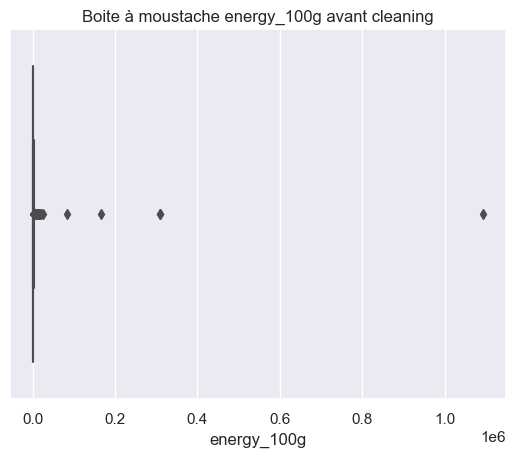 Boite à moustache energy_100g avant cleaning
0.0 0.2 0.4 0.6 0.8 1.0
energy_100g
1e6